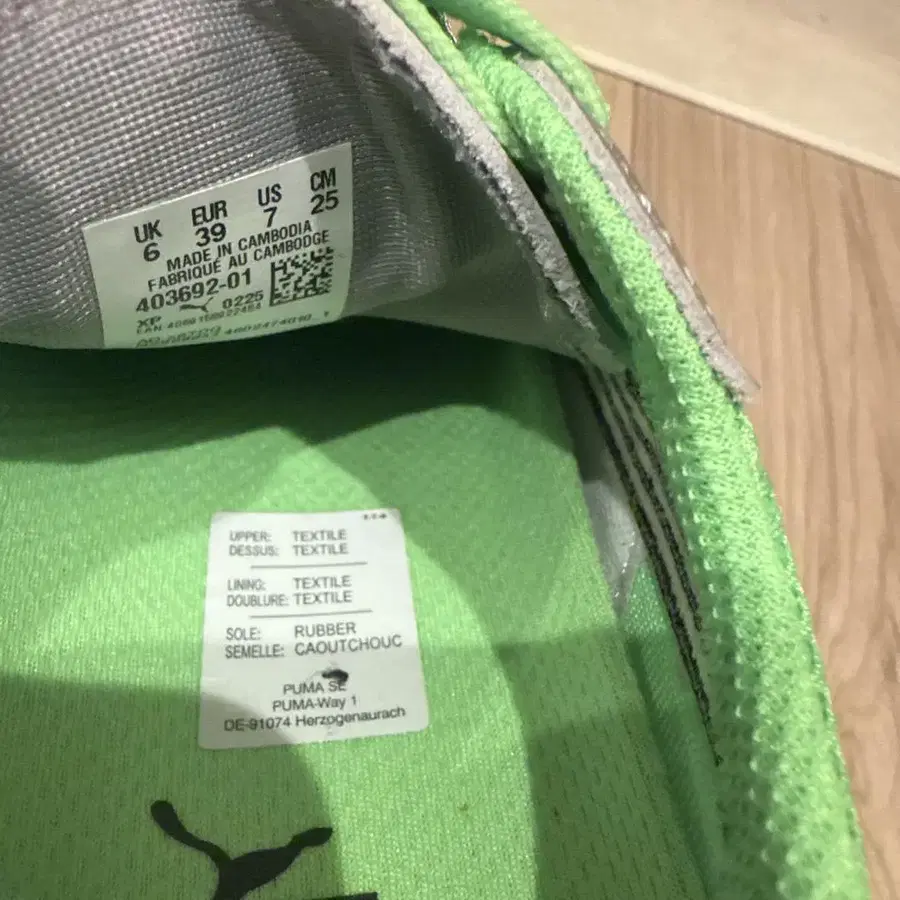 UK EUR US CM
6 39 7 25
MADE IN CAMBODIA
FABRIQUÉ AU CAMBODGE
403692-01
XP 0225
UPPER: TEXTILE
DESSUS: TEXTILE
LINING: TEXTILE
DOUBLURE: TEXTILE
SOLE: RUBBER
SEMELLE: CAOUTCHOUC
PUMA SE
PUMA-Way 1
DE-91074 Herzogenaurach